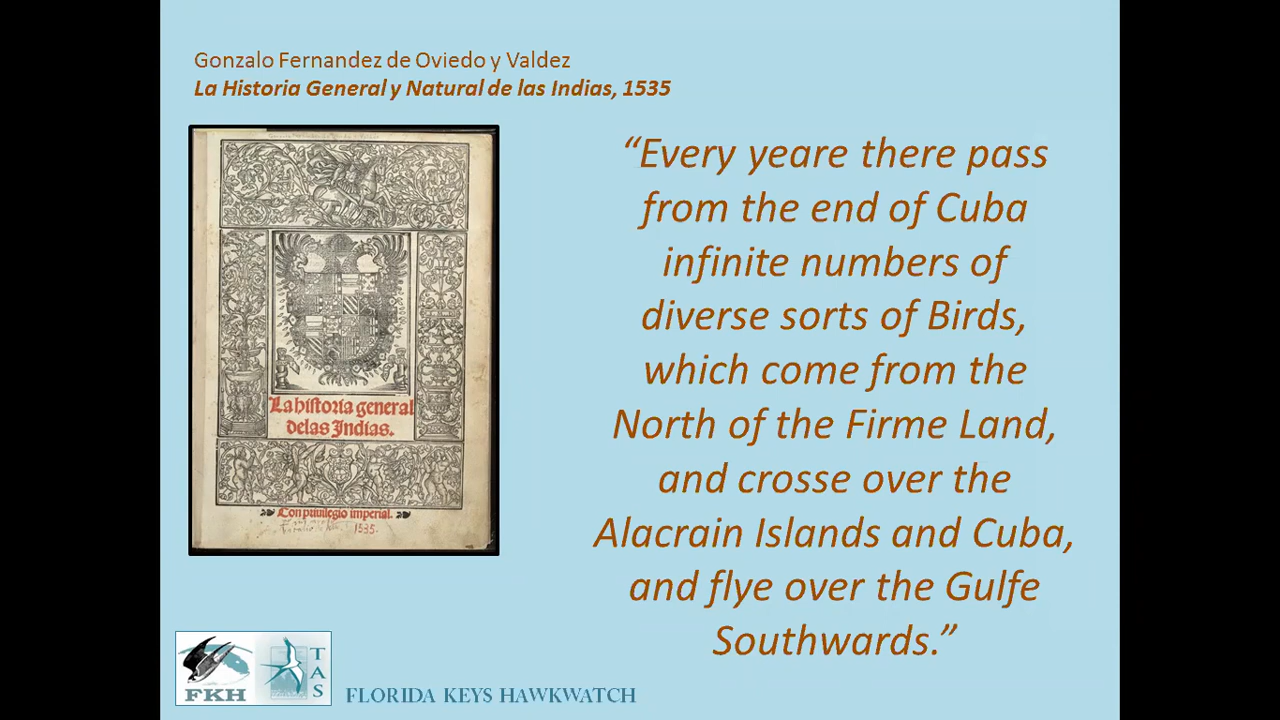 Gonzalo Fernandez de Oviedo y Valdez
La Historia General y Natural de las Indias, 1535
La historia general
delas Indias.
Con priuilegio imperial.
1535.
“Every yeare there pass
from the end of Cuba
infinite numbers of
diverse sorts of Birds,
which come from the
North of the Firme Land,
and crosse over the
Alacrain Islands and Cuba,
and flye over the Gulfe
Southwards.”
FKH
TAS
FLORIDA KEYS HAWKWATCH